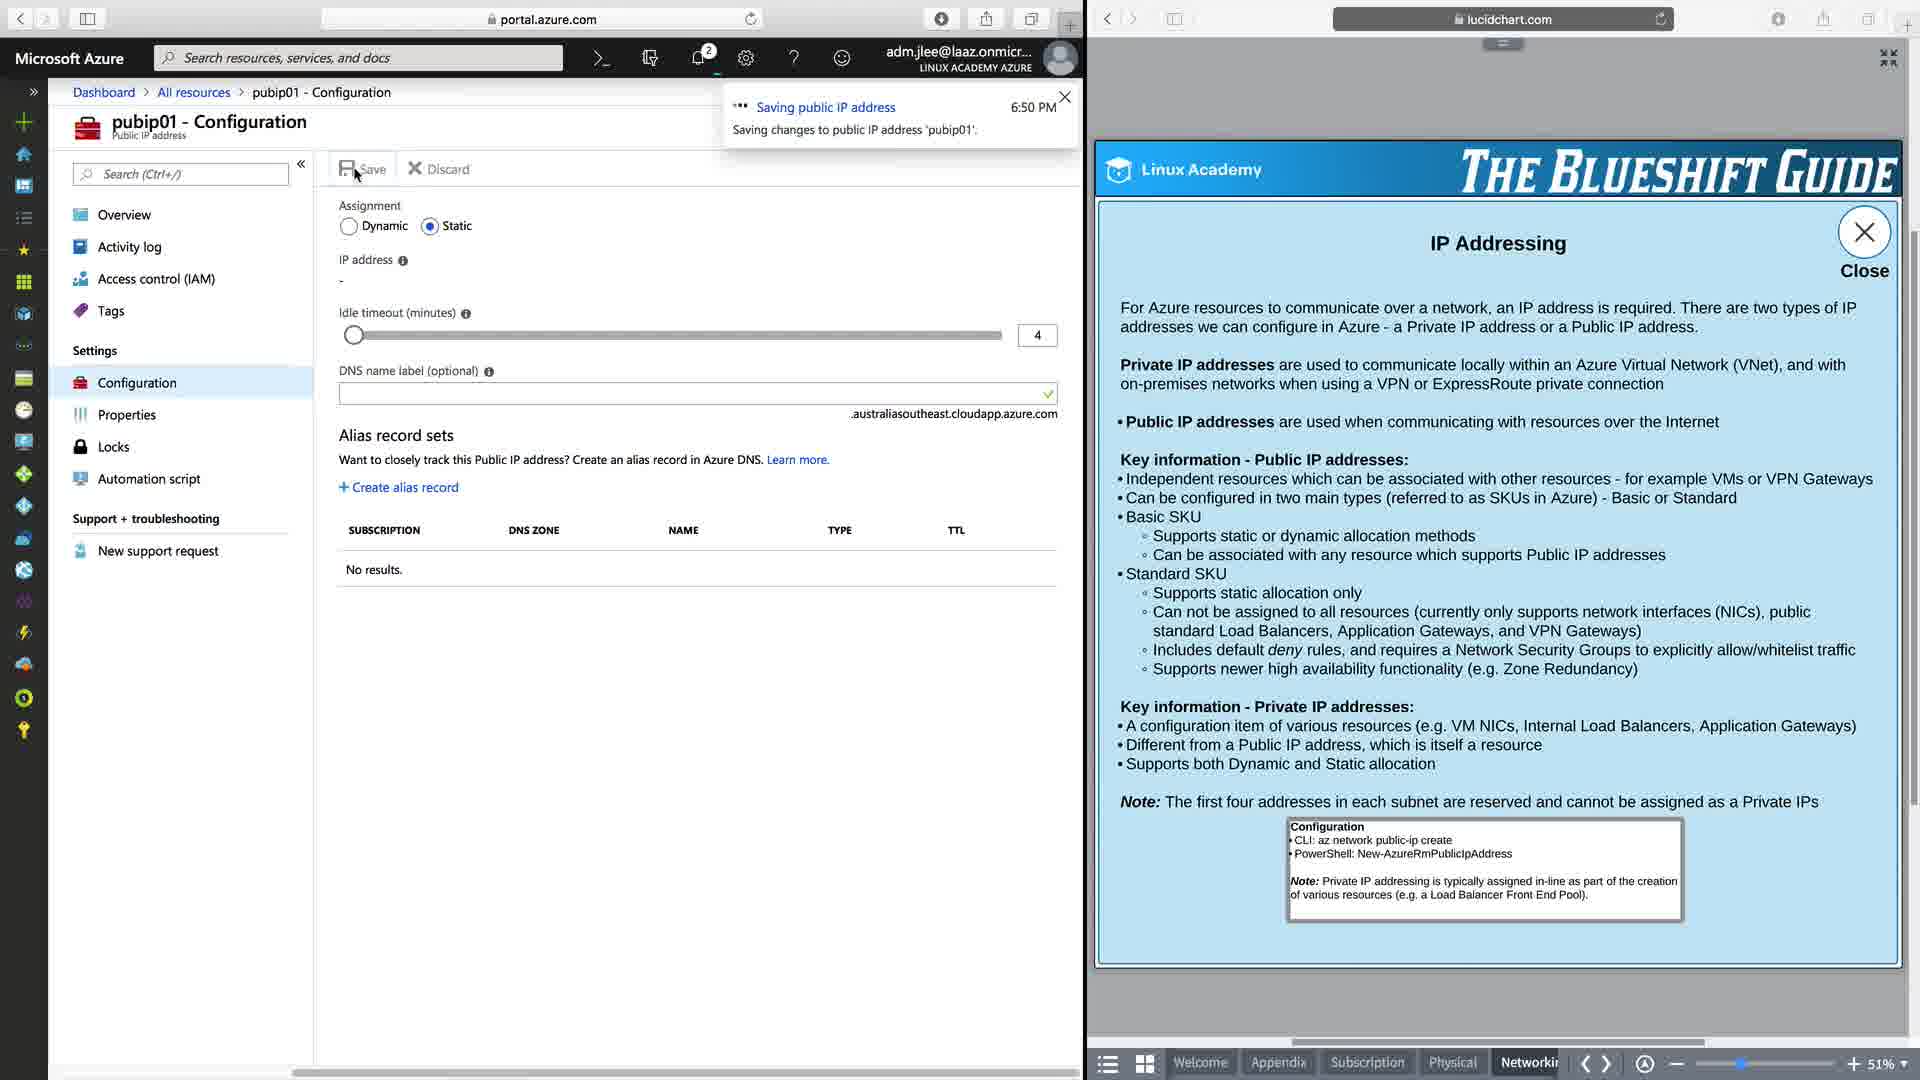 portal.azure.com
Microsoft Azure
Search resources, services, and docs
2
adm.jlee@laaz.onmicr...
LINUX ACADEMY AZURE
Dashboard > All resources > pubip01 - Configuration
pubip01 - Configuration
Public IP address
Saving public IP address 6:50 PM
Saving changes to public IP address 'pubip01'.
Search (Ctrl+/)
Overview
Activity log
Access control (IAM)
Tags
Settings
Configuration
Properties
Locks
Automation script
Support + troubleshooting
New support request
Save Discard
Assignment
Dynamic Static
IP address
-
Idle timeout (minutes)
4
DNS name label (optional)
.australiasoutheast.cloudapp.azure.com
Alias record sets
Want to closely track this Public IP address? Create an alias record in Azure DNS. Learn more.
+ Create alias record
SUBSCRIPTION DNS ZONE NAME TYPE TTL
No results.
lucidchart.com
Linux Academy
THE BLUESHIFT GUIDE
IP Addressing
Close
For Azure resources to communicate over a network, an IP address is required. There are two types of IP
addresses we can configure in Azure - a Private IP address or a Public IP address.
Private IP addresses are used to communicate locally within an Azure Virtual Network (VNet), and with
on-premises networks when using a VPN or ExpressRoute private connection
• Public IP addresses are used when communicating with resources over the Internet
Key information - Public IP addresses:
• Independent resources which can be associated with other resources - for example VMs or VPN Gateways
• Can be configured in two main types (referred to as SKUs in Azure) - Basic or Standard
• Basic SKU
◦ Supports static or dynamic allocation methods
◦ Can be associated with any resource which supports Public IP addresses
• Standard SKU
◦ Supports static allocation only
◦ Can not be assigned to all resources (currently only supports network interfaces (NICs), public
standard Load Balancers, Application Gateways, and VPN Gateways)
◦ Includes default deny rules, and requires a Network Security Groups to explicitly allow/whitelist traffic
◦ Supports newer high availability functionality (e.g. Zone Redundancy)
Key information - Private IP addresses:
• A configuration item of various resources (e.g. VM NICs, Internal Load Balancers, Application Gateways)
• Different from a Public IP address, which is itself a resource
• Supports both Dynamic and Static allocation
Note: The first four addresses in each subnet are reserved and cannot be assigned as a Private IPs
Configuration
• CLI: az network public-ip create
• PowerShell: New-AzureRmPublicIpAddress
Note: Private IP addressing is typically assigned in-line as part of the creation
of various resources (e.g. a Load Balancer Front End Pool).
Welcome Appendix Subscription Physical Networkin 51%